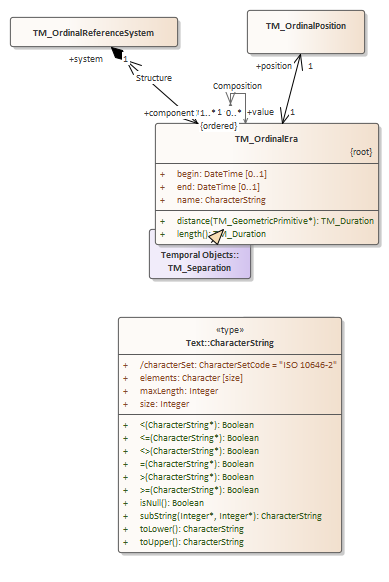 TM_OrdinalReferenceSystem
TM_OrdinalPosition
+system
1
Structure
+position
1
Composition
+component
1..*
1
0..*
+value
1
{ordered}
TM_OrdinalEra
{root}
+ begin: DateTime [0..1]
+ end: DateTime [0..1]
+ name: CharacterString
+ distance(TM_GeometricPrimitive*): TM_Duration
+ length(): TM_Duration
Temporal Objects::
TM_Separation
«type»
Text::CharacterString
+ /characterSet: CharacterSetCode = "ISO 10646-2"
+ elements: Character [size]
+ maxLength: Integer
+ size: Integer
+ <(CharacterString*): Boolean
+ <=(CharacterString*): Boolean
+ <>(CharacterString*): Boolean
+ =(CharacterString*): Boolean
+ >(CharacterString*): Boolean
+ >=(CharacterString*): Boolean
+ isNull(): Boolean
+ subString(Integer*, Integer*): CharacterString
+ toLower(): CharacterString
+ toUpper(): CharacterString